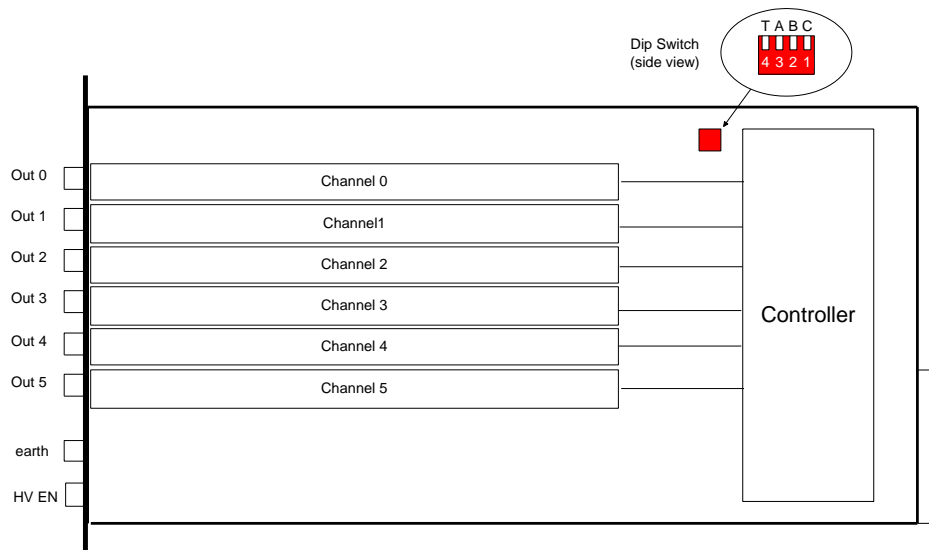 T A B C
Dip Switch
(side view)
4 3 2 1
Out 0
Channel 0
Out 1
Channel1
Out 2
Channel 2
Out 3
Channel 3
Controller
Out 4
Channel 4
Out 5
Channel 5
earth
HV EN